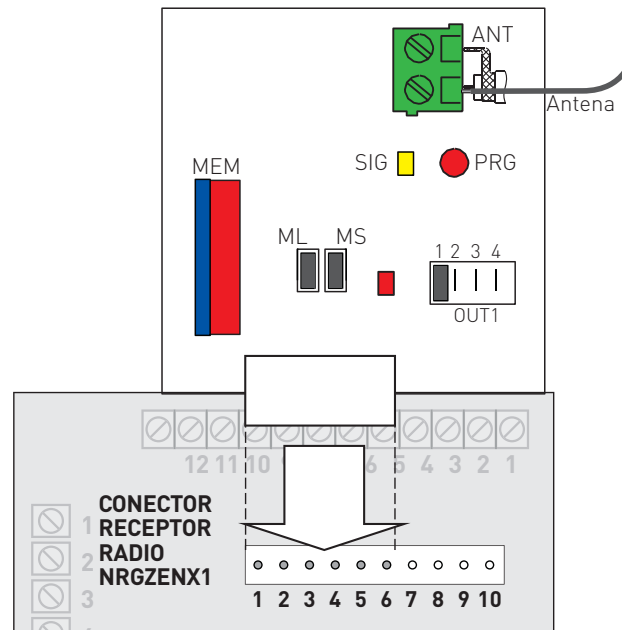 ANT
Antena
SIG PRG
MEM
ML MS
1 2 3 4
OUT1
12 11 10 9 6 5 4 3 2 1
CONECTOR
RECEPTOR
RADIO
NRGZENX1
1
2
3
1 2 3 4 5 6 7 8 9 10